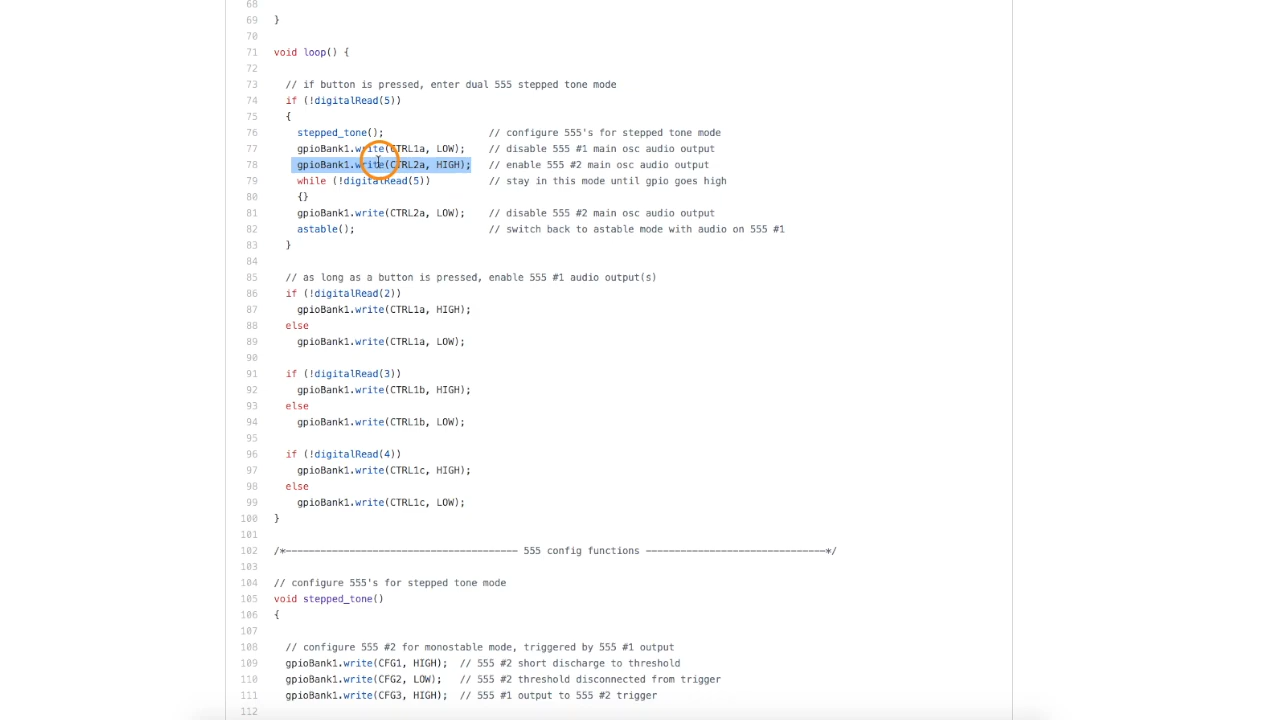 68
69 }
70
71 void loop() {
72
73 // if button is pressed, enter dual 555 stepped tone mode
74 if (!digitalRead(5))
75 {
76 stepped_tone(); // configure 555's for stepped tone mode
77 gpioBank1.write(CTRL1a, LOW); // disable 555 #1 main osc audio output
78 gpioBank1.write(CTRL2a, HIGH); // enable 555 #2 main osc audio output
79 while (!digitalRead(5)) // stay in this mode until gpio goes high
80 {}
81 gpioBank1.write(CTRL2a, LOW); // disable 555 #2 main osc audio output
82 astable(); // switch back to astable mode with audio on 555 #1
83 }
84
85 // as long as a button is pressed, enable 555 #1 audio output(s)
86 if (!digitalRead(2))
87 gpioBank1.write(CTRL1a, HIGH);
88 else
89 gpioBank1.write(CTRL1a, LOW);
90
91 if (!digitalRead(3))
92 gpioBank1.write(CTRL1b, HIGH);
93 else
94 gpioBank1.write(CTRL1b, LOW);
95
96 if (!digitalRead(4))
97 gpioBank1.write(CTRL1c, HIGH);
98 else
99 gpioBank1.write(CTRL1c, LOW);
100 }
101
102 /*---------------------------------------- 555 config functions -------------------------------*/
103
104 // configure 555's for stepped tone mode
105 void stepped_tone()
106 {
107
108 // configure 555 #2 for monostable mode, triggered by 555 #1 output
109 gpioBank1.write(CFG1, HIGH); // 555 #2 short discharge to threshold
110 gpioBank1.write(CFG2, LOW); // 555 #2 threshold disconnected from trigger
111 gpioBank1.write(CFG3, HIGH); // 555 #1 output to 555 #2 trigger
112